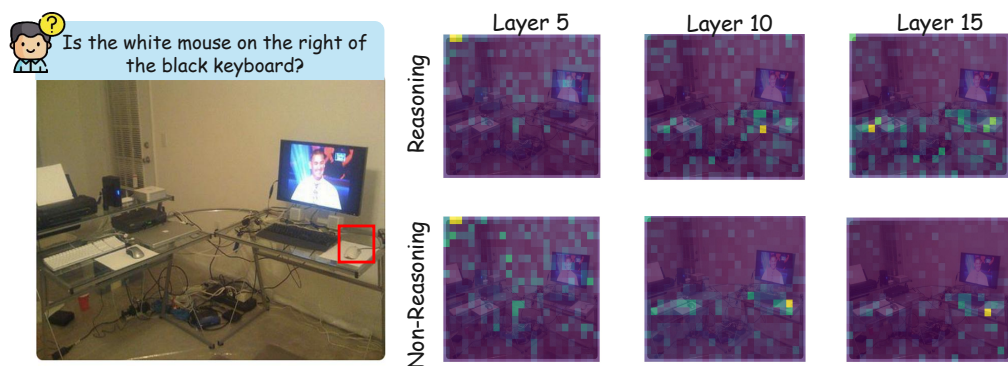 ?
Is the white mouse on the right of
the black keyboard?
Layer 5
Layer 10
Layer 15
Reasoning
Non-Reasoning